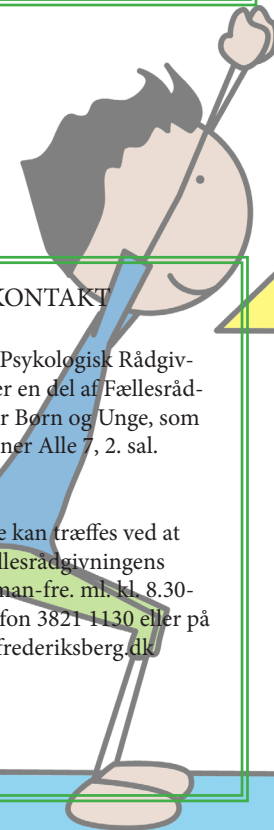 KONTAKT
Psykologisk Rådgiv-
er en del af Fællesråd-
r Børn og Unge, som
ner Alle 7, 2. sal.
e kan træffes ved at
llesrådgivningens
man-fre. ml. kl. 8.30-
fon 3821 1130 eller på
frederiksberg.dk